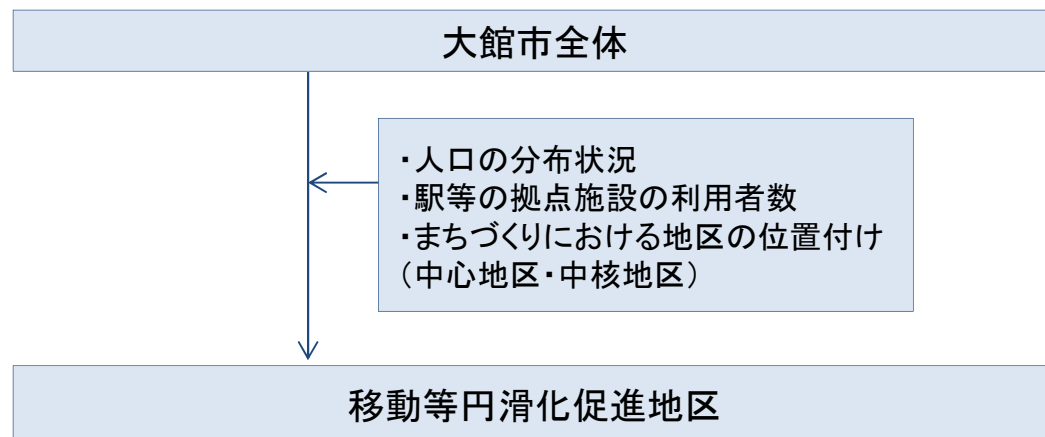 大館市全体
・人口の分布状況
・駅等の拠点施設の利用者数
・まちづくりにおける地区の位置付け
(中心地区・中核地区)
移動等円滑化促進地区